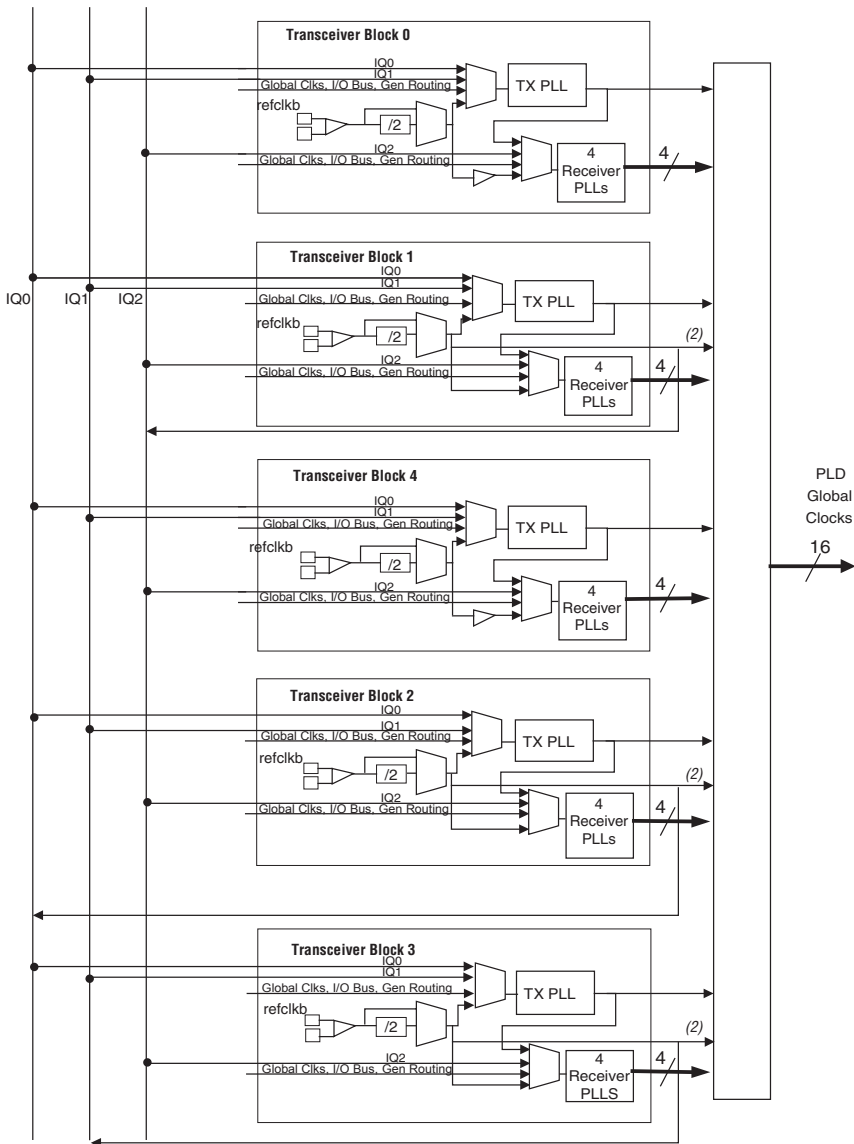 Transceiver Block 0
IQ0
IQ1
Global Clks, I/O Bus, Gen Routing
TX PLL
refclkb
/2
IQ2
Global Clks, I/O Bus, Gen Routing
4
Receiver
PLLs
4
Transceiver Block 1
IQ0
IQ1
IQ0
IQ1
IQ2
Global Clks, I/O Bus, Gen Routing
TX PLL
refclkb
/2
(2)
IQ2
Global Clks, I/O Bus, Gen Routing
4
Receiver
PLLs
4
Transceiver Block 4
IQ0
IQ1
Global Clks, I/O Bus, Gen Routing
TX PLL
refclkb
/2
IQ2
Global Clks, I/O Bus, Gen Routing
4
Receiver
PLLs
4
PLD
Global
Clocks
16
Transceiver Block 2
IQ0
IQ1
Global Clks, I/O Bus, Gen Routing
TX PLL
refclkb
/2
(2)
IQ2
Global Clks, I/O Bus, Gen Routing
4
Receiver
PLLs
4
Transceiver Block 3
IQ0
IQ1
Global Clks, I/O Bus, Gen Routing
TX PLL
refclkb
/2
(2)
IQ2
Global Clks, I/O Bus, Gen Routing
4
Receiver
PLLS
4